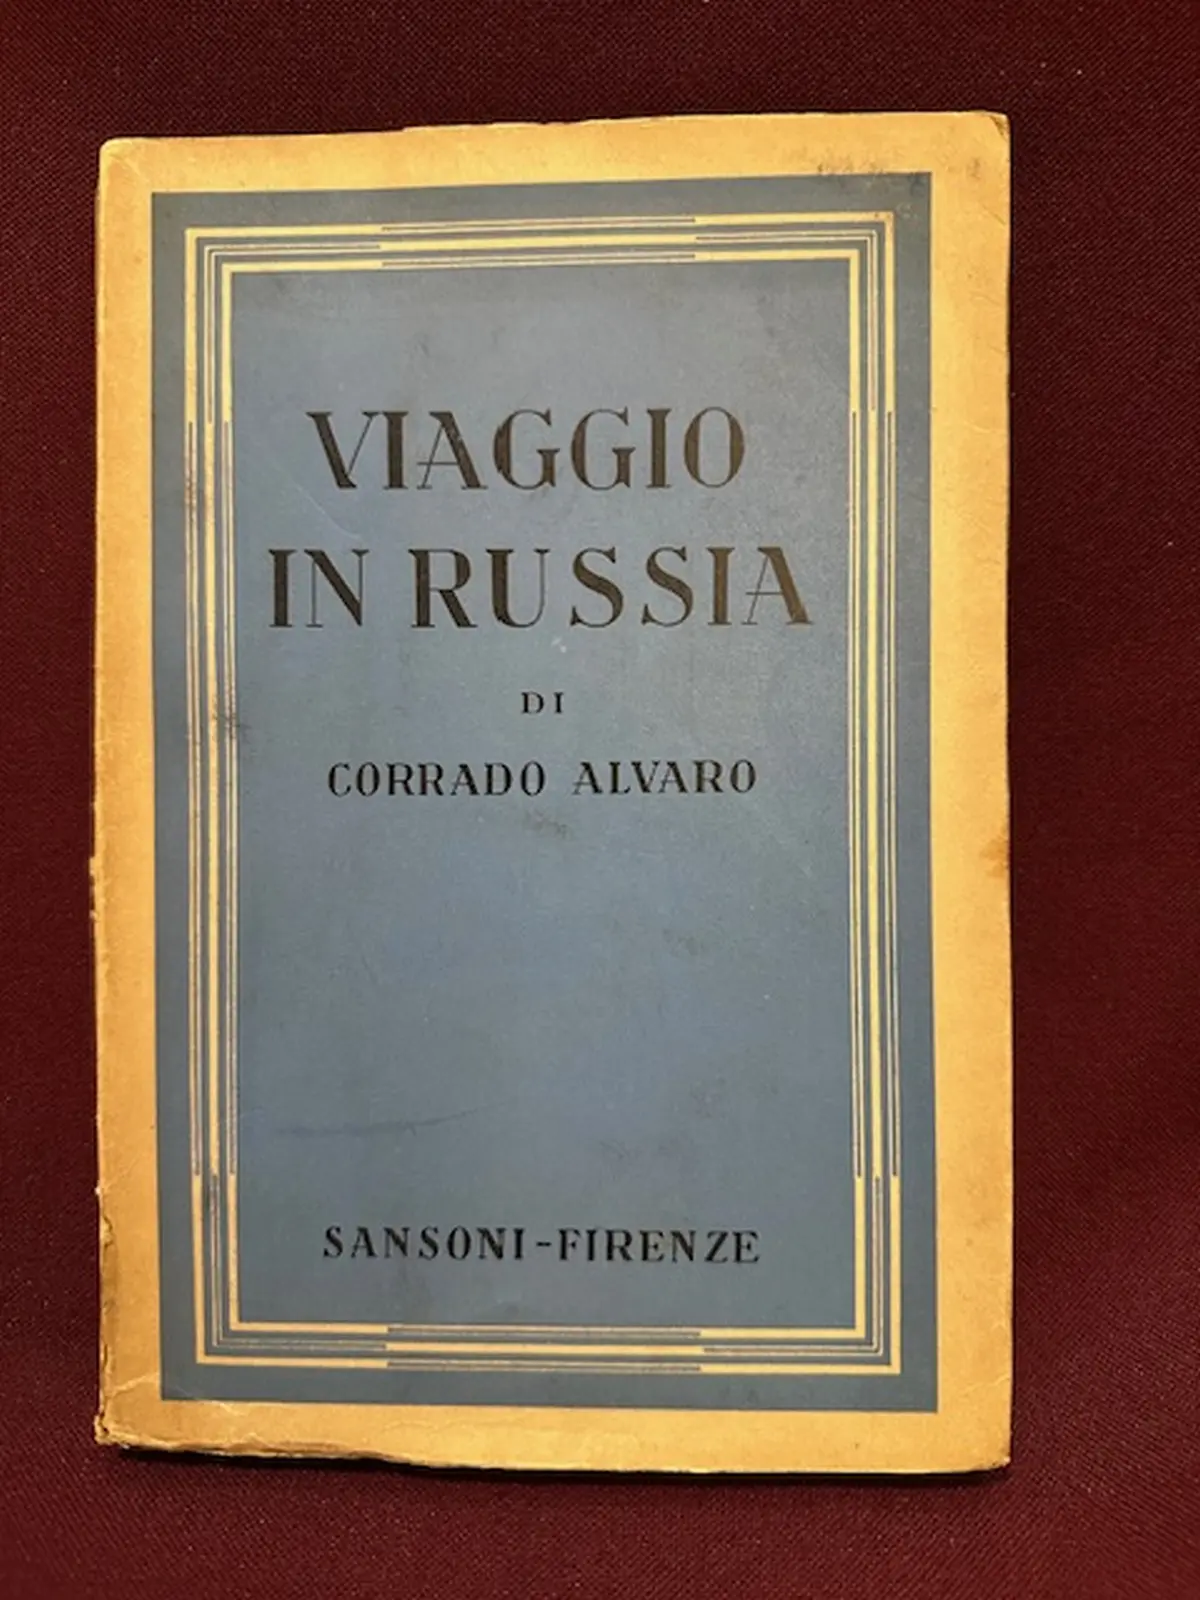 VIAGGIO
IN RUSSIA
DI
CORRADO ALVARO
SANSONI-FIRENZE